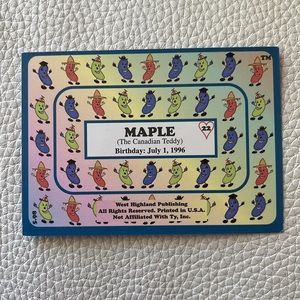 TM
22
MAPLE
(The Canadian Teddy)
Birthday: July 1, 1996
West Highland Publishing
All Rights Reserved. Printed in U.S.A.
Not Affiliated With Ty, Inc.